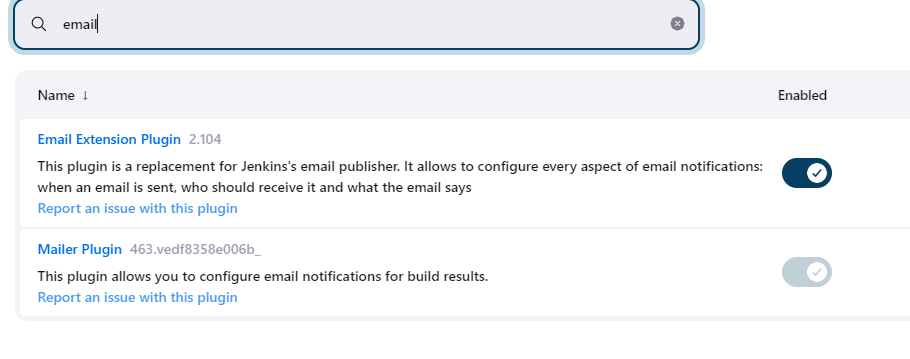 email
Name ↓ Enabled
Email Extension Plugin 2.104
This plugin is a replacement for Jenkins's email publisher. It allows to configure every aspect of email notifications:
when an email is sent, who should receive it and what the email says
Report an issue with this plugin
Mailer Plugin 463.vedf8358e006b_
This plugin allows you to configure email notifications for build results.
Report an issue with this plugin